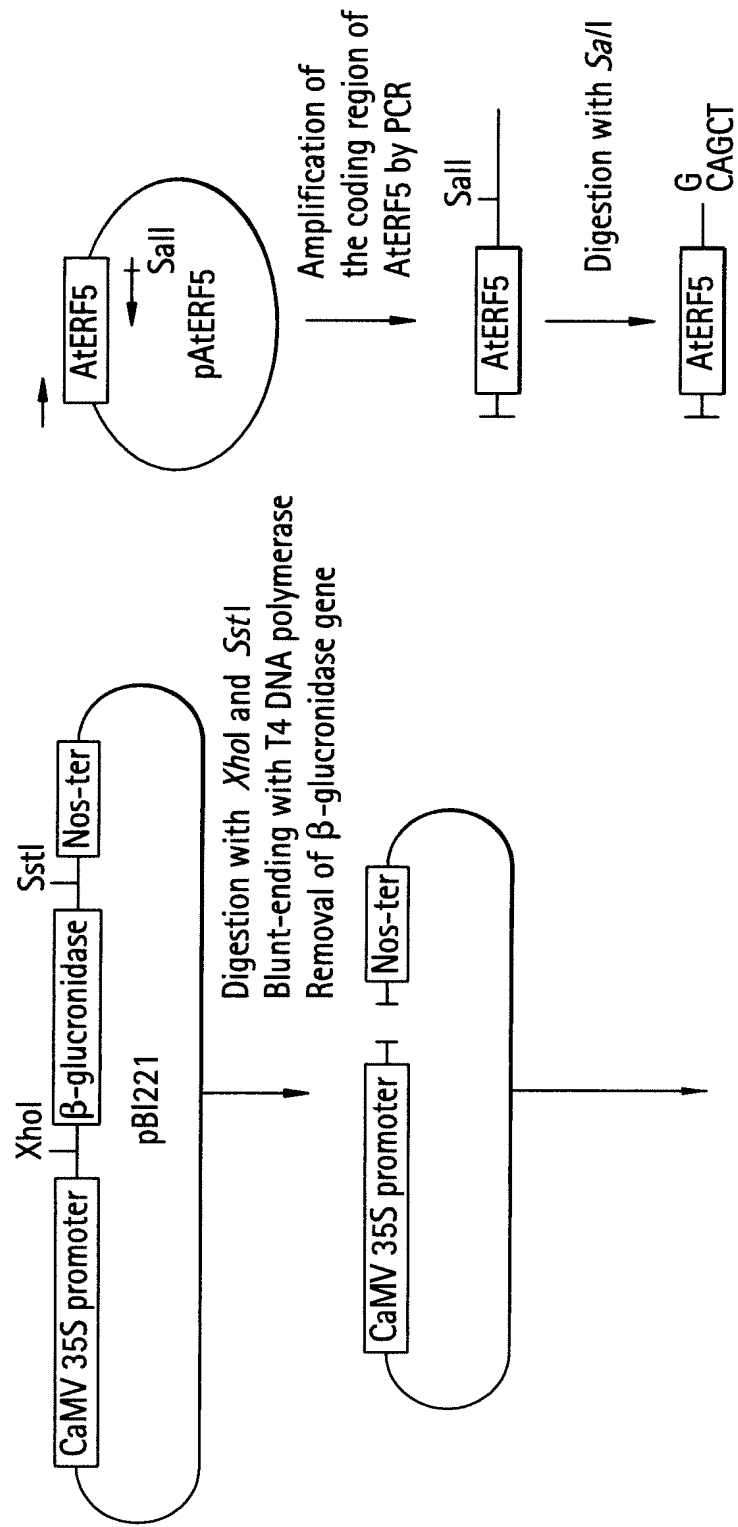 XhoI
SstI
CaMV 35S promoter
β-glucronidase
Nos-ter
pBI221
Digestion with XhoI and SstI
Blunt-ending with T4 DNA polymerase
Removal of β-glucronidase gene
CaMV 35S promoter
Nos-ter
AtERF5
SalI
pAtERF5
Amplification of
the coding region of
AtERF5 by PCR
SalI
AtERF5
Digestion with SalI
AtERF5
G
CAGCT